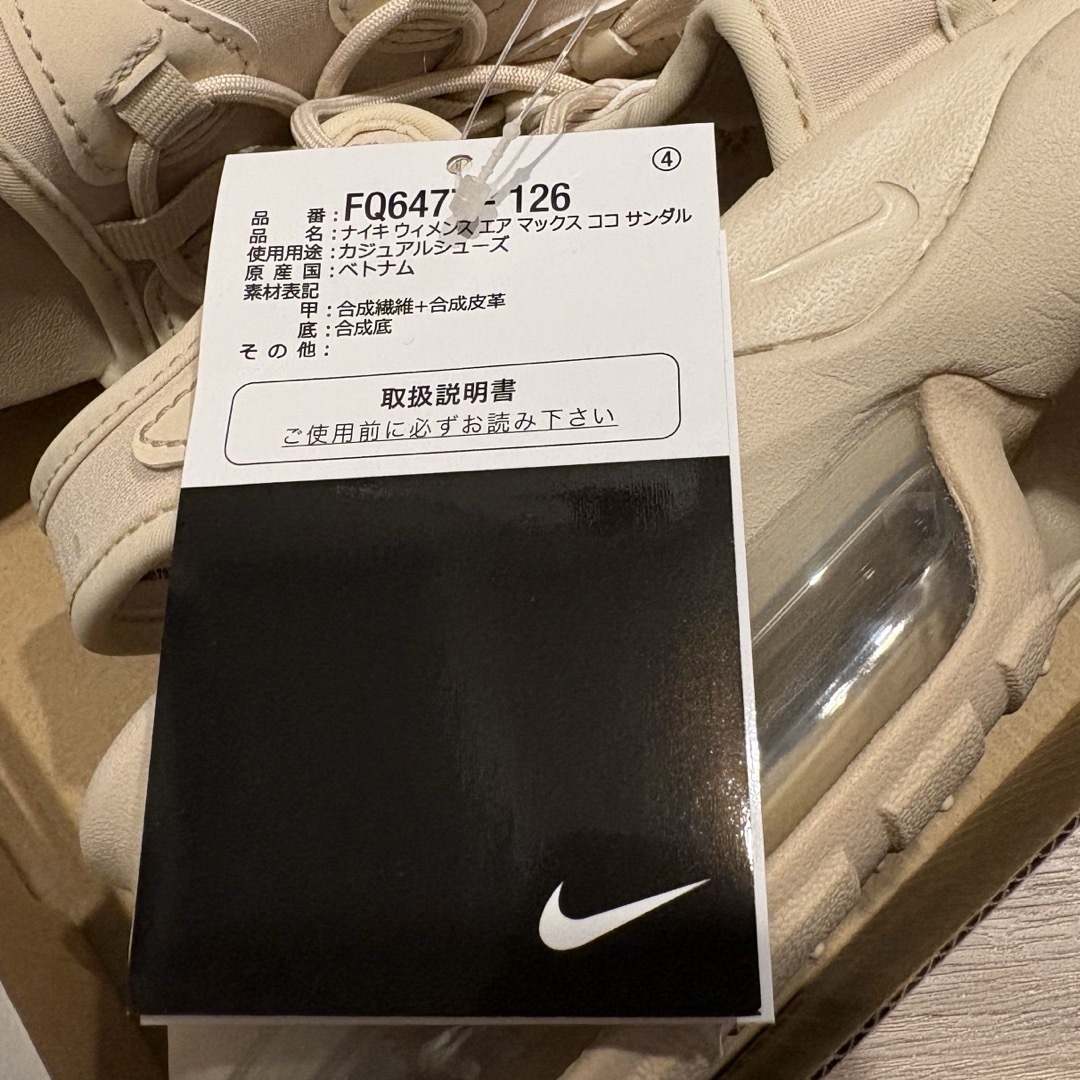 ④
品番：FQ6477-126
品名：ナイキ ウィメンズ エア マックス ココ サンダル
使用用途：カジュアルシューズ
原産国：ベトナム
素材表記
甲：合成繊維+合成皮革
底：合成底
その他：
取扱説明書
ご使用前に必ずお読み下さい